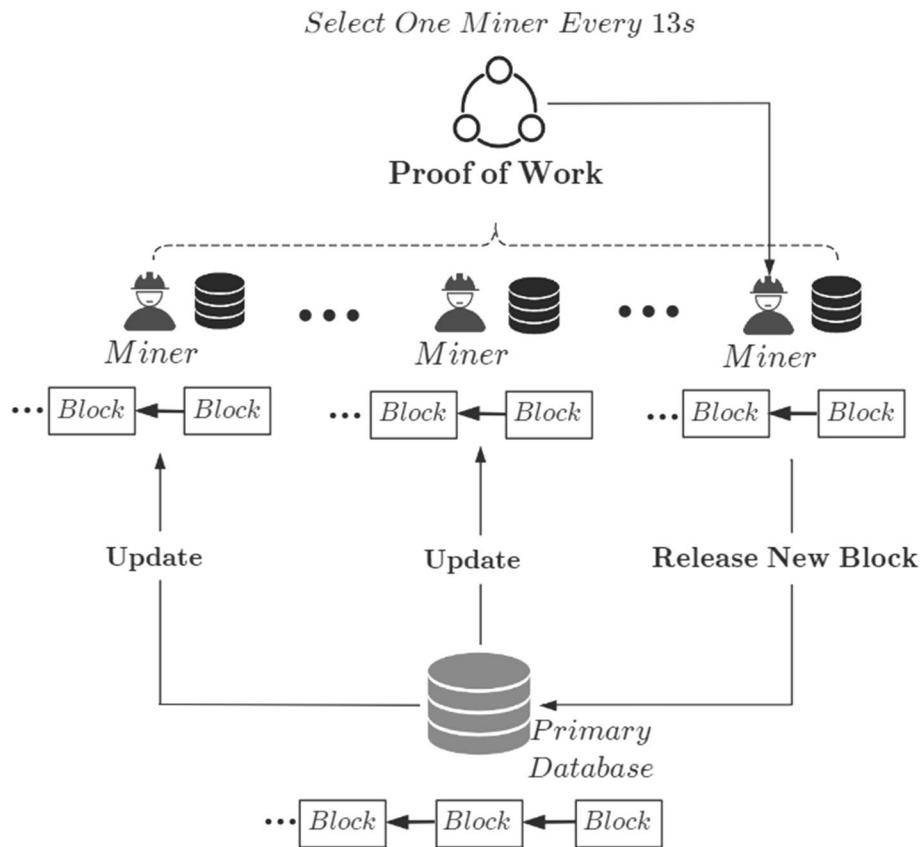 Select One Miner Every 13s
Proof of Work
Miner
Miner
Miner
Block
Block
Block
Block
Block
Block
Update
Update
Release New Block
Primary
Database
Block
Block
Block